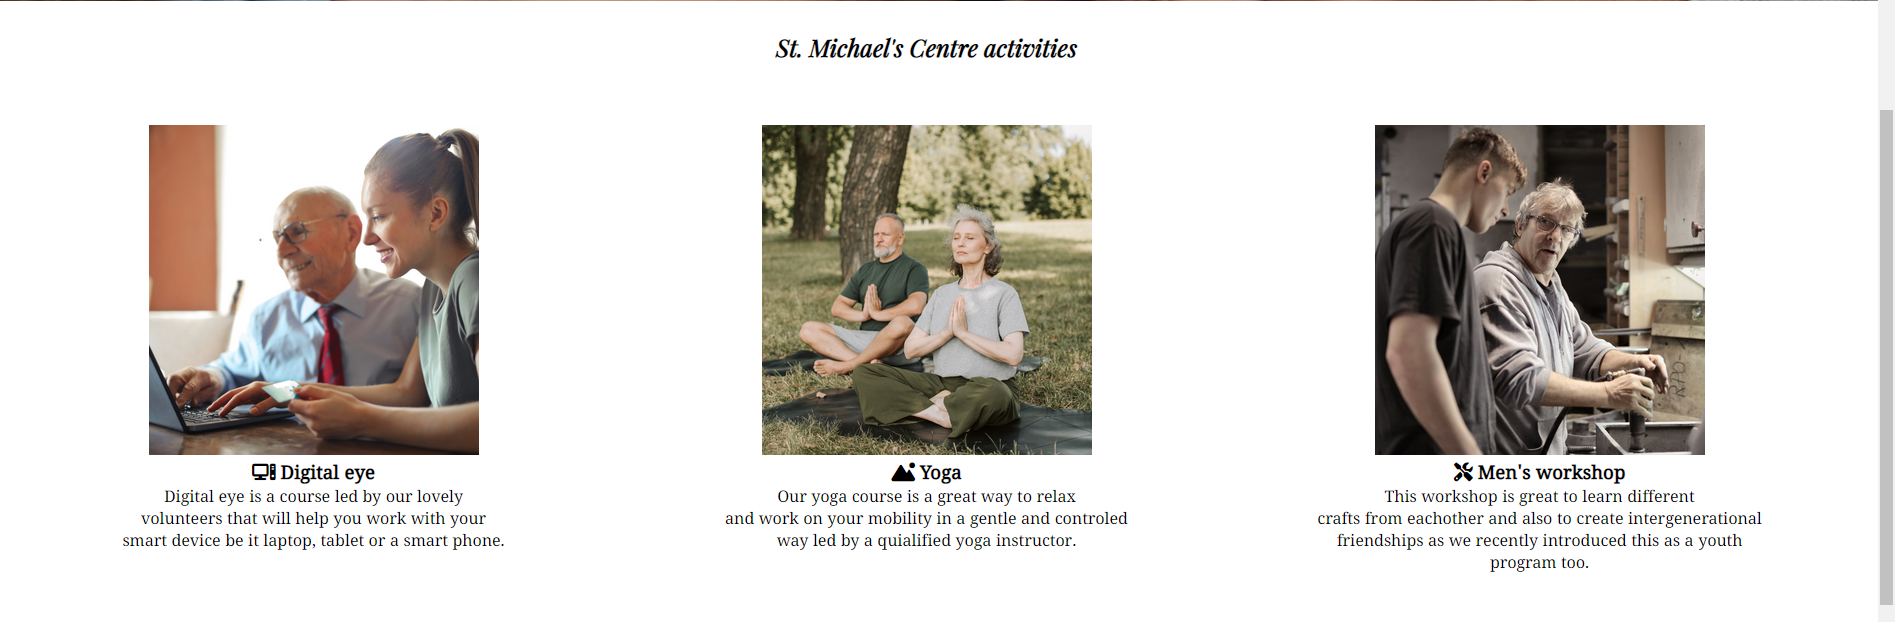 St. Michael's Centre activities
Digital eye
Digital eye is a course led by our lovely
volunteers that will help you work with your
smart device be it laptop, tablet or a smart phone.
Yoga
Our yoga course is a great way to relax
and work on your mobility in a gentle and controled
way led by a quialified yoga instructor.
Men's workshop
This workshop is great to learn different
crafts from eachother and also to create intergenerational
friendships as we recently introduced this as a youth
program too.